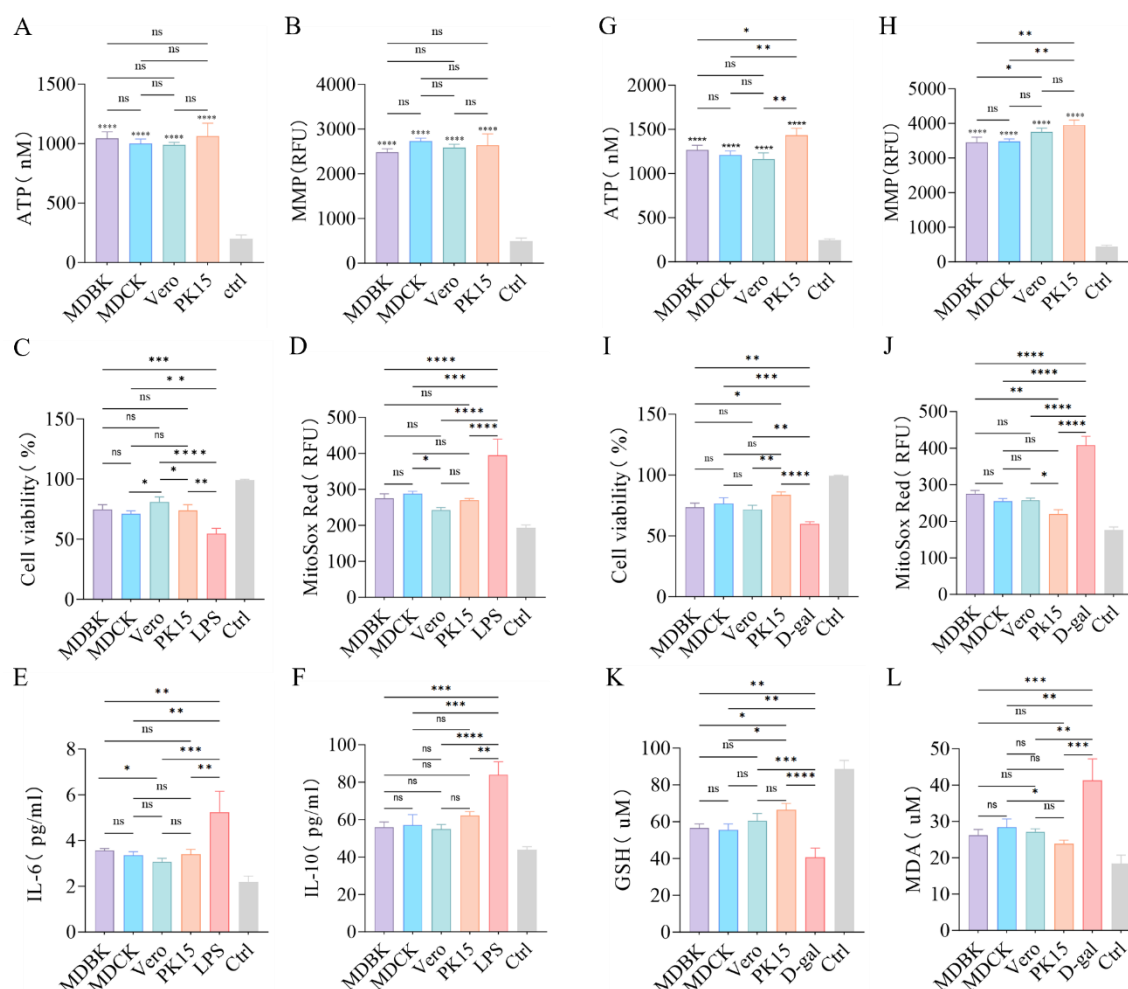 A
ns
ns
ns
ns
ns
ns
ATP( nM)
1500
1000
500
0
****
****
****
****
MDBK
MDCK
Vero
PK15
ctrl
B
ns
ns
ns
ns
ns
ns
MMP(RFU)
4000
3000
2000
1000
0
****
****
****
****
MDBK
MDCK
Vero
PK15
Ctrl
G
*
**
ns
ns
ns
**
ATP( nM)
2000
1500
1000
500
0
****
****
****
****
MDBK
MDCK
Vero
PK15
Ctrl
H
**
**
*
ns
ns
ns
MMP(RFU)
5000
4000
3000
2000
1000
0
****
****
****
****
MDBK
MDCK
Vero
PK15
Ctrl
C
***
* *
ns
ns
ns
****
ns
*
*
**
Cell viability( %)
150
100
50
0
MDBK
MDCK
Vero
PK15
LPS
Ctrl
D
****
***
ns
****
ns
****
ns
*
ns
ns
MitoSox Red( RFU)
500
400
300
200
100
0
MDBK
MDCK
Vero
PK15
LPS
Ctrl
I
**
***
*
ns
**
ns
ns
**
ns
****
Cell viability( %)
150
100
50
0
MDBK
MDCK
Vero
PK15
D-gal
Ctrl
J
****
****
**
****
ns
****
ns
ns
ns
*
MitoSox Red( RFU)
500
400
300
200
100
0
MDBK
MDCK
Vero
Pk15
D-gal
Ctrl
E
**
**
ns
***
*
ns
**
ns
ns
ns
IL-6( pg/ml)
8
6
4
2
0
MDBK
MDCK
Vero
PK15
LPS
Ctrl
F
***
***
ns
****
ns
**
ns
ns
ns
ns
IL-10( pg/ml)
100
80
60
40
20
0
MDBK
MDCK
Vero
PK15
LPS
Ctrl
K
**
**
*
*
ns
***
ns
ns
ns
****
GSH( uM)
100
80
60
40
20
0
MDBK
MDCK
Vero
PK15
D-gal
Ctrl
L
***
**
ns
**
ns
***
ns
ns
*
ns
MDA( uM)
50
40
30
20
10
0
MDBK
MDCK
Vero
PK15
D-gal
Ctrl